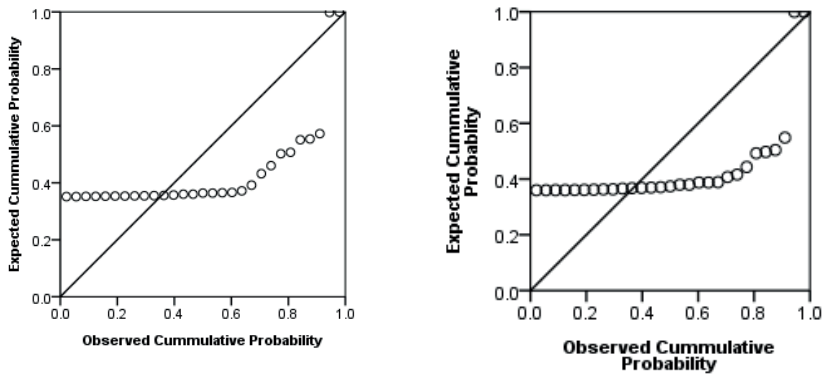 1.0
0.8
0.6
0.4
0.2
0.0
Expected Cummulative Probability
0.0 0.2 0.4 0.6 0.8 1.0
Observed Cummulative Probability
1.0
0.8
0.6
0.4
0.2
0.0
Expected Cummulative
Probablity
0.0 0.2 0.4 0.6 0.8 1.0
Observed Cummulative
Probability